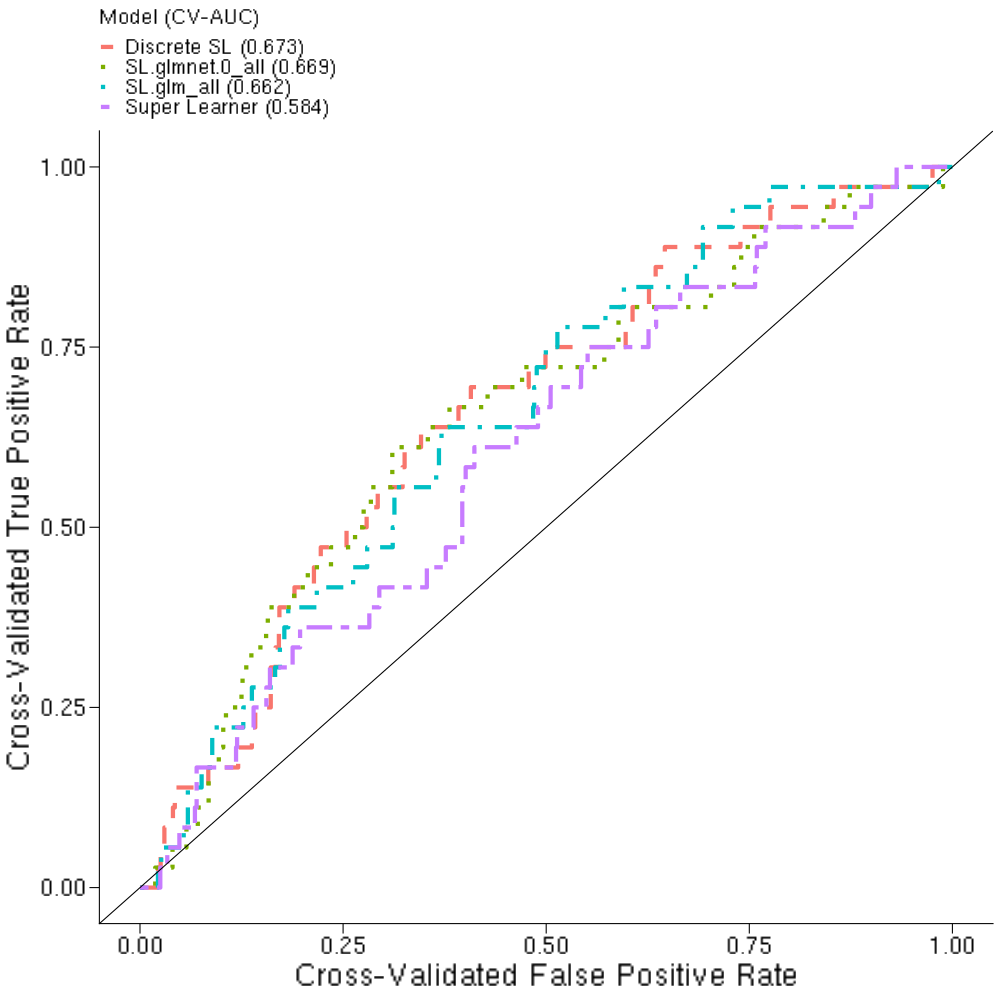 Model (CV-AUC)
Discrete SL (0.673)
SL.glmnet.0_all (0.669)
SL.glm_all (0.662)
Super Learner (0.584)
1.00
0.75
0.50
0.25
0.00
Cross-Validated True Positive Rate
0.00 0.25 0.50 0.75 1.00
Cross-Validated False Positive Rate